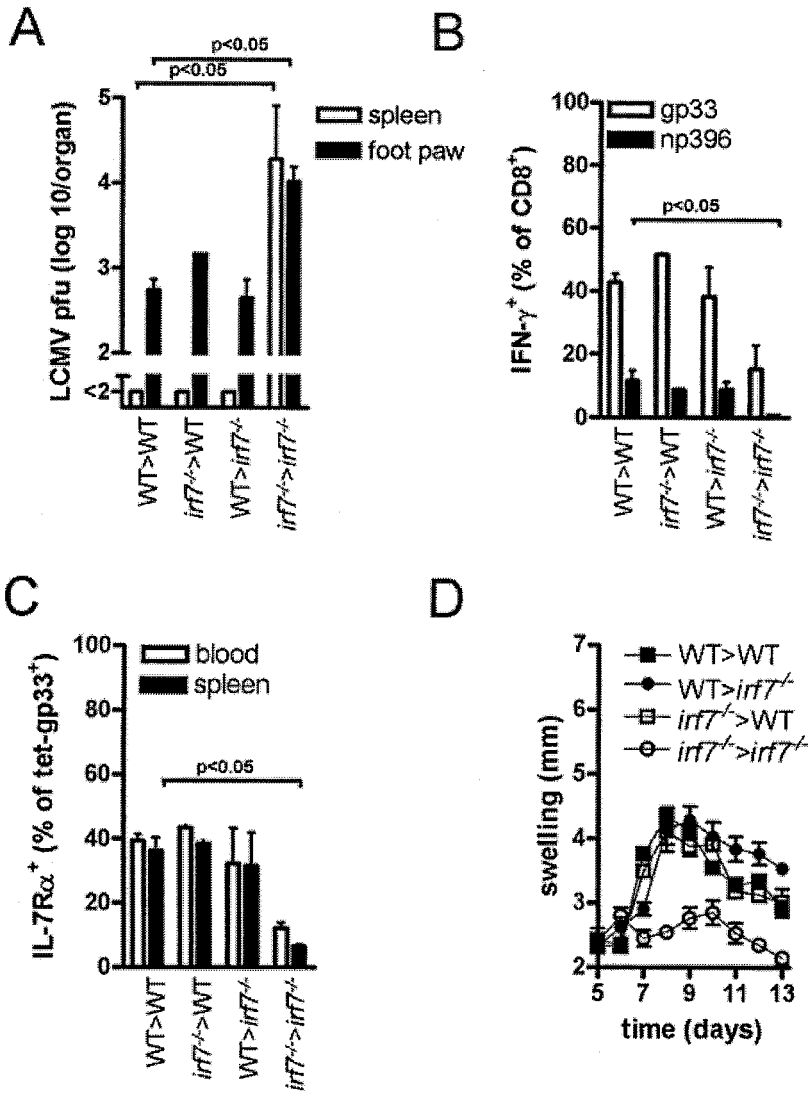 A
p<0.05
p<0.05
LCMV pfu (log 10/organ)
5
4
3
2
<2
spleen
foot paw
WT>WT
irf7-/->WT
WT>irf7-/-
irf7-/->irf7-/-
B
IFN-γ+ (% of CD8+)
100
80
60
40
20
0
gp33
np396
p<0.05
WT>WT
irf7-/->WT
WT>irf7-/-
irf7-/->irf7-/-
C
IL-7Rα+ (% of tet-gp33+)
100
80
60
40
20
0
blood
spleen
p<0.05
WT>WT
irf7-/->WT
WT>irf7-/-
irf7-/->irf7-/-
D
swelling (mm)
7
6
5
4
3
2
WT>WT
WT>irf7-/-
irf7-/->WT
irf7-/->irf7-/-
5 7 9 11 13
time (days)